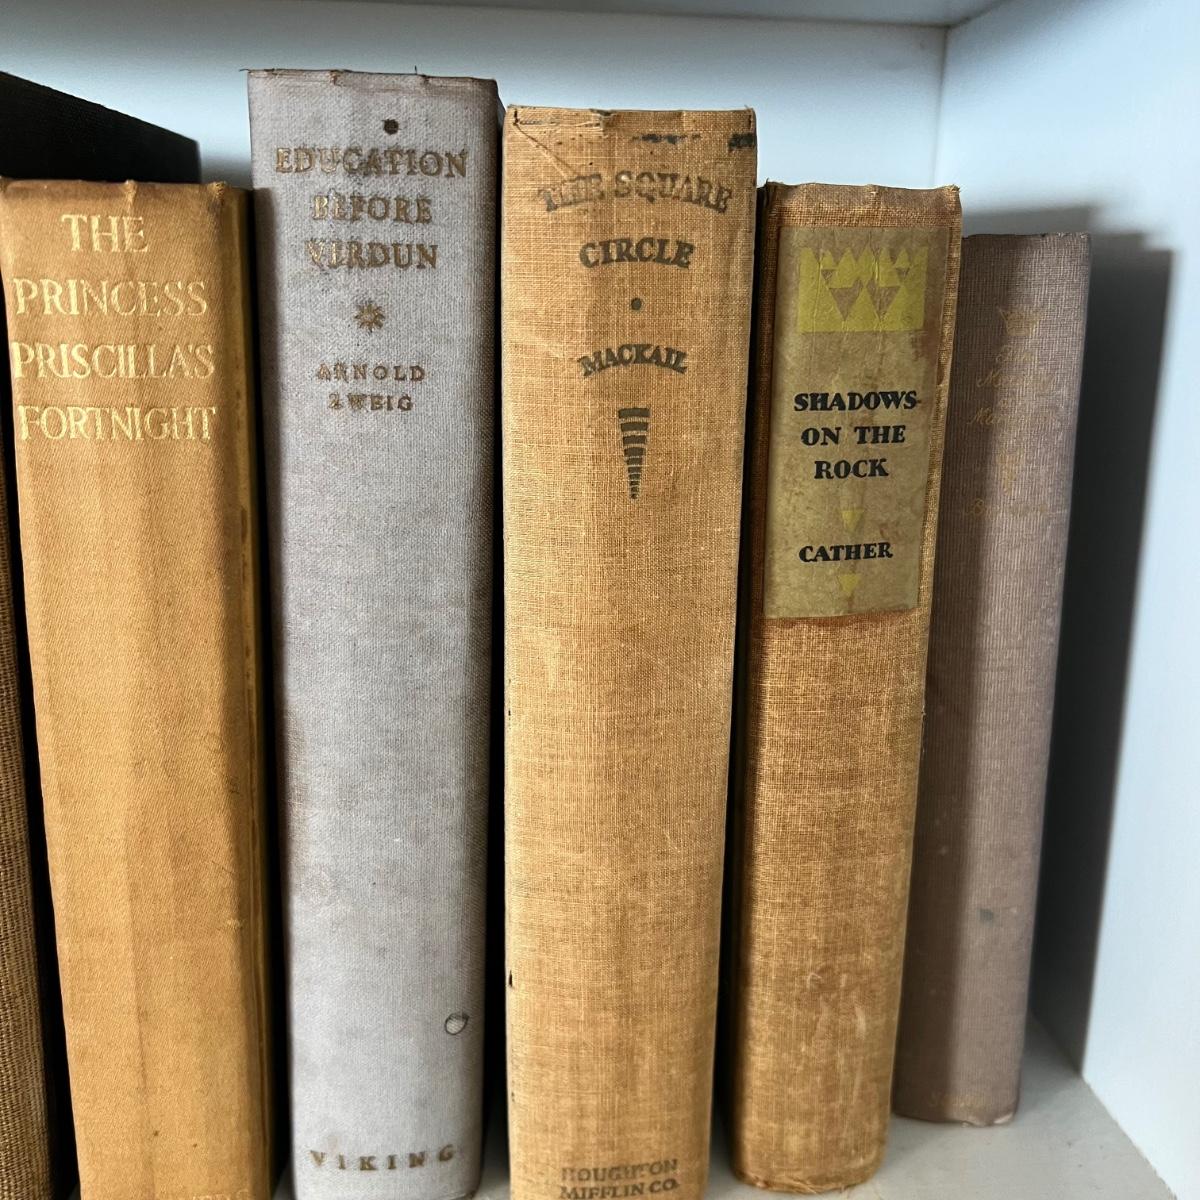 THE
PRINCESS
PRISCILLA'S
FORTNIGHT
EDUCATION
BEFORE
VERDUN
ARNOLD
ZWEIG
VIKING
THE SQUARE
CIRCLE
MACKAIL
HOUGHTON
MIFFLIN CO.
SHADOWS
ON THE
ROCK
CATHER